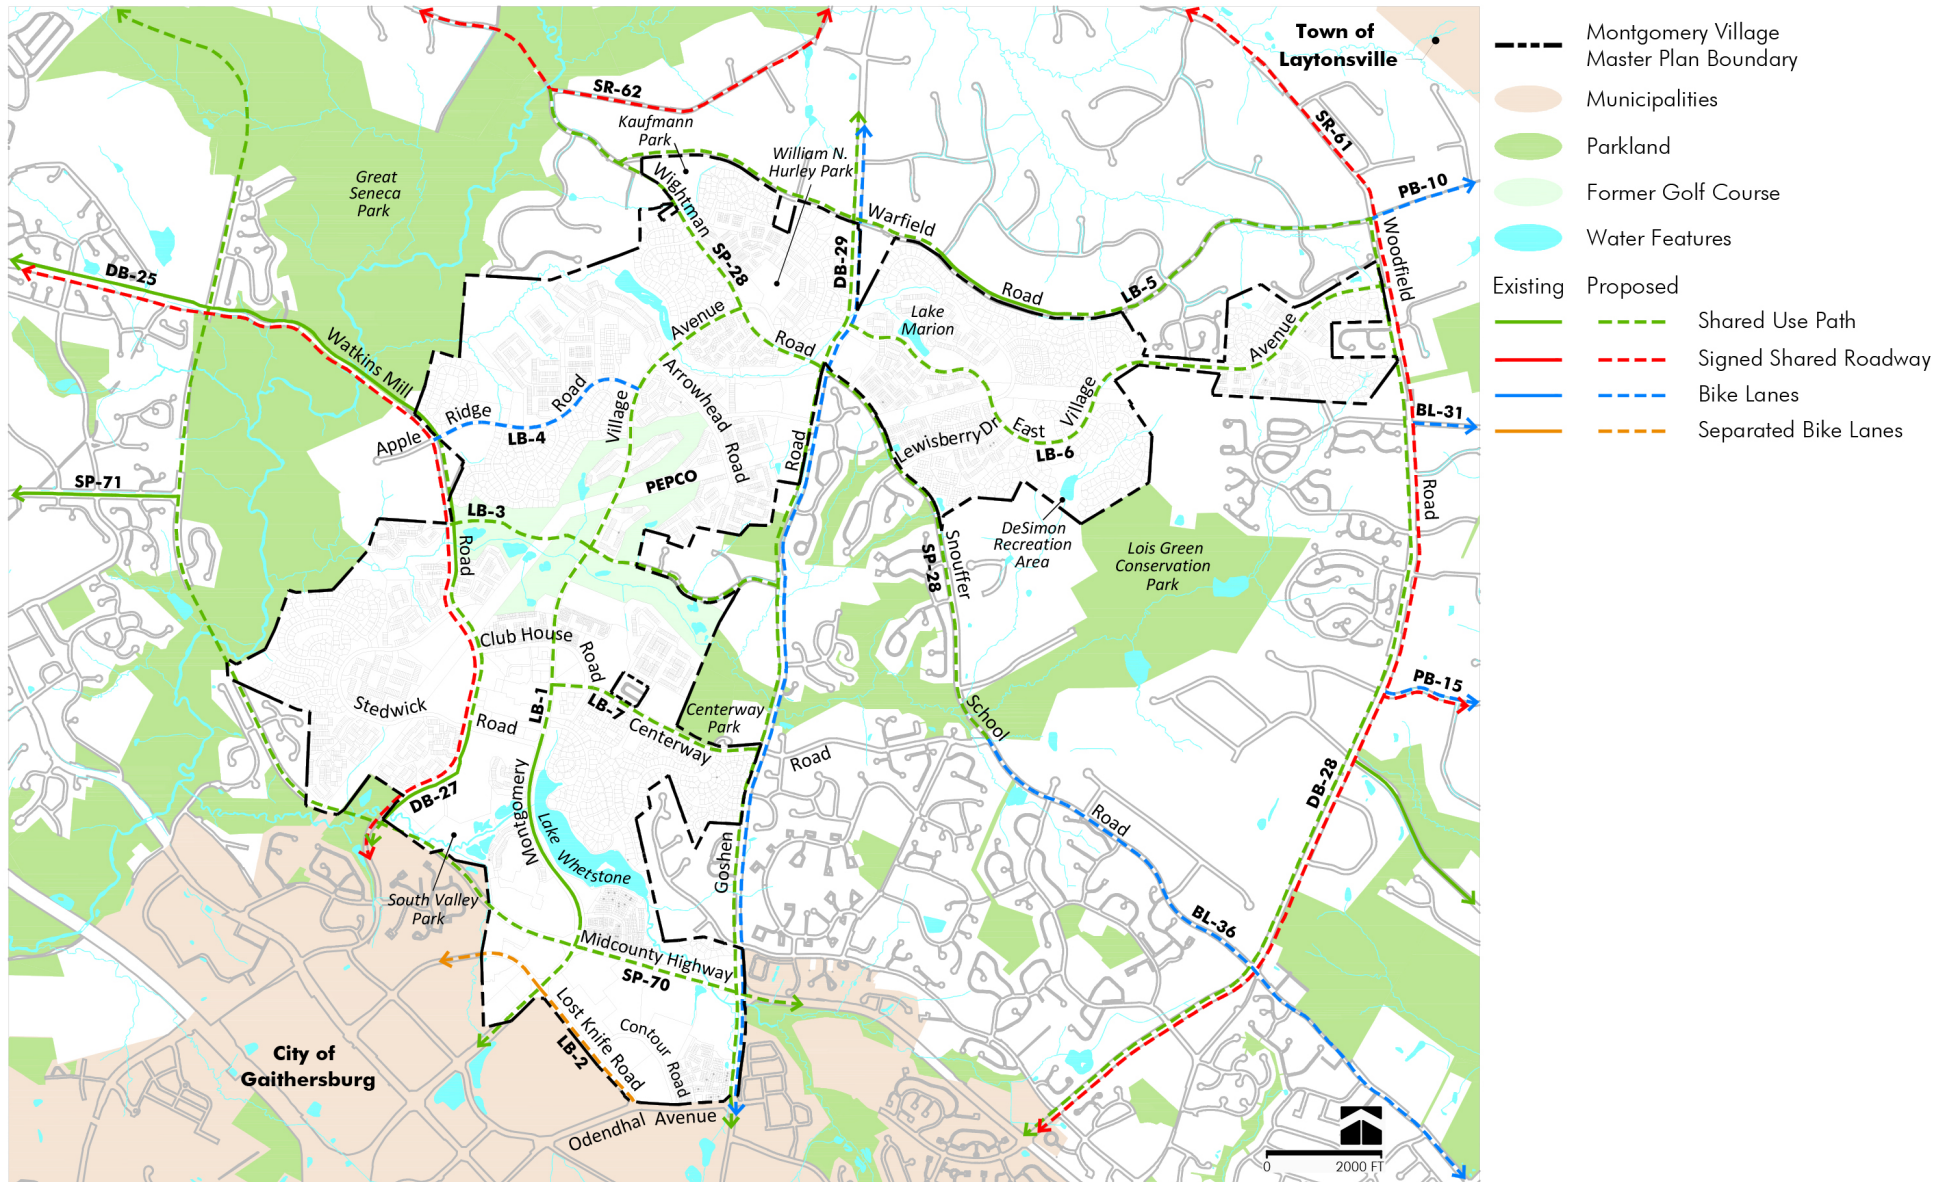 Town of
Laytonsville
SR-62
Kaufmann
Park
William N.
Hurley Park
SR-61
PB-10
Great
Seneca
Park
Wightman
SP-28
Warfield
DB-29
Woodfield
DB-25
Road
LB-5
Lake
Marion
Avenue
Avenue
Road
Watkins Mill
Arrowhead
Road
Ridge
Road
Apple
LB-4
Village
Village
East
LB-6
Lewisberry Dr
BL-31
Road
Road
SP-71
PEPCO
LB-3
Road
DeSimon
Recreation
Area
Lois Green
Conservation
Park
SP-28
Snouffer
Club House
Road
PB-15
Stedwick
Road
LB-1
LB-7
Centerway
Centerway
Park
School
Road
DB-27
Montgomery
Lake
Whetstone
Goshen
Road
DB-28
South Valley
Park
BL-36
Midcounty Highway
SP-70
Lost Knife Road
LB-2
Contour
Road
City of
Gaithersburg
Odendhal Avenue
0 2000 FT
Montgomery Village
Master Plan Boundary
Municipalities
Parkland
Former Golf Course
Water Features
Existing Proposed
Shared Use Path
Signed Shared Roadway
Bike Lanes
Separated Bike Lanes